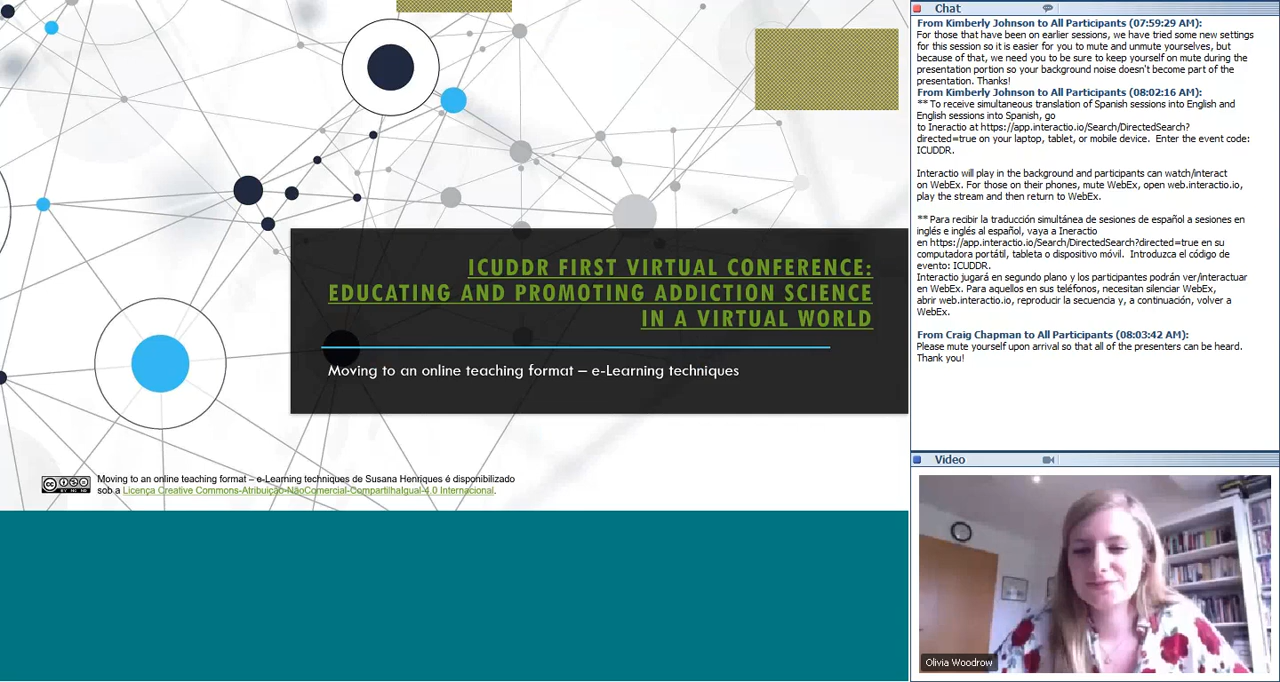 ICUDDR FIRST VIRTUAL CONFERENCE:
EDUCATING AND PROMOTING ADDICTION SCIENCE
IN A VIRTUAL WORLD
Moving to an online teaching format – e-Learning techniques
Moving to an online teaching format – e-Learning techniques de Susana Henriques é disponibilizado
sob a Licença Creative Commons-Atribuição-NãoComercial-CompartilhaIgual-4.0 Internacional.
Chat
From Kimberly Johnson to All Participants (07:59:29 AM):
For those that have been on earlier sessions, we have tried some new settings
for this session so it is easier for you to mute and unmute yourselves, but
because of that, we need you to be sure to keep yourself on mute during the
presentation portion so your background noise doesn't become part of the
presentation. Thanks!
From Kimberly Johnson to All Participants (08:02:16 AM):
** To receive simultaneous translation of Spanish sessions into English and
English sessions into Spanish, go
to Ineractio at https://app.interactio.io/Search/DirectedSearch?
directed=true on your laptop, tablet, or mobile device. Enter the event code:
ICUDDR.
Interactio will play in the background and participants can watch/interact
on WebEx. For those on their phones, mute WebEx, open web.interactio.io,
play the stream and then return to WebEx.
** Para recibir la traducción simultánea de sesiones de español a sesiones en
inglés e inglés al español, vaya a Ineractio
en https://app.interactio.io/Search/DirectedSearch?directed=true en su
computadora portátil, tableta o dispositivo móvil. Introduzca el código de
evento: ICUDDR.
Interactio jugará en segundo plano y los participantes podrán ver/interactuar
en WebEx. Para aquellos en sus teléfonos, necesitan silenciar WebEx,
abrir web.interactio.io, reproducir la secuencia y, a continuación, volver a
WebEx.
From Craig Chapman to All Participants (08:03:42 AM):
Please mute yourself upon arrival so that all of the presenters can be heard.
Thank you!
Video
Olivia Woodrow